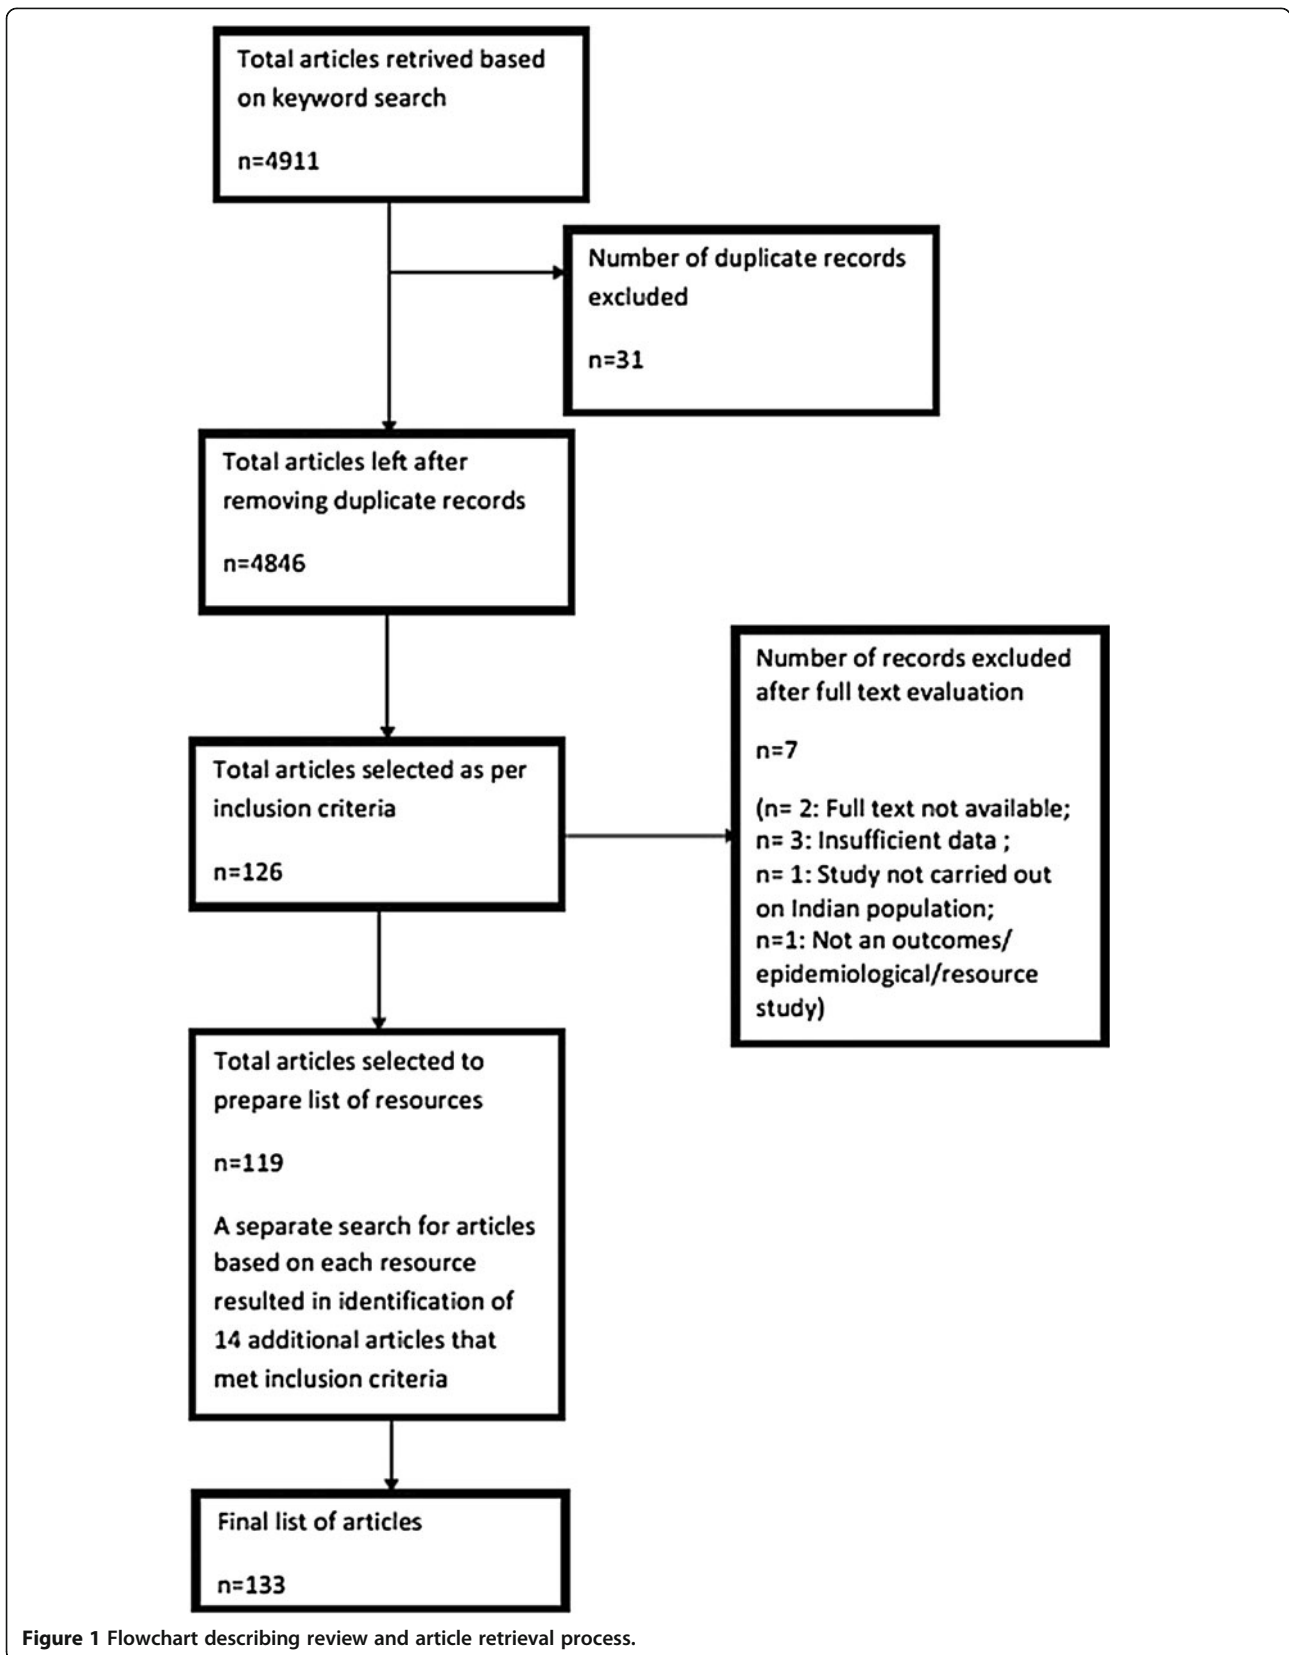 Total articles retrived based
on keyword search
n=4911
Number of duplicate records
excluded
n=31
Total articles left after
removing duplicate records
n=4846
Total articles selected as per
inclusion criteria
n=126
Number of records excluded
after full text evaluation
n=7
(n= 2: Full text not available;
n= 3: Insufficient data ;
n= 1: Study not carried out
on Indian population;
n=1: Not an outcomes/
epidemiological/resource
study)
Total articles selected to
prepare list of resources
n=119
A separate search for articles
based on each resource
resulted in identification of
14 additional articles that
met inclusion criteria
Final list of articles
n=133
Figure 1 Flowchart describing review and article retrieval process.